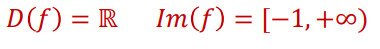 D(f) = ℝ Im(f) = [−1, +∞)